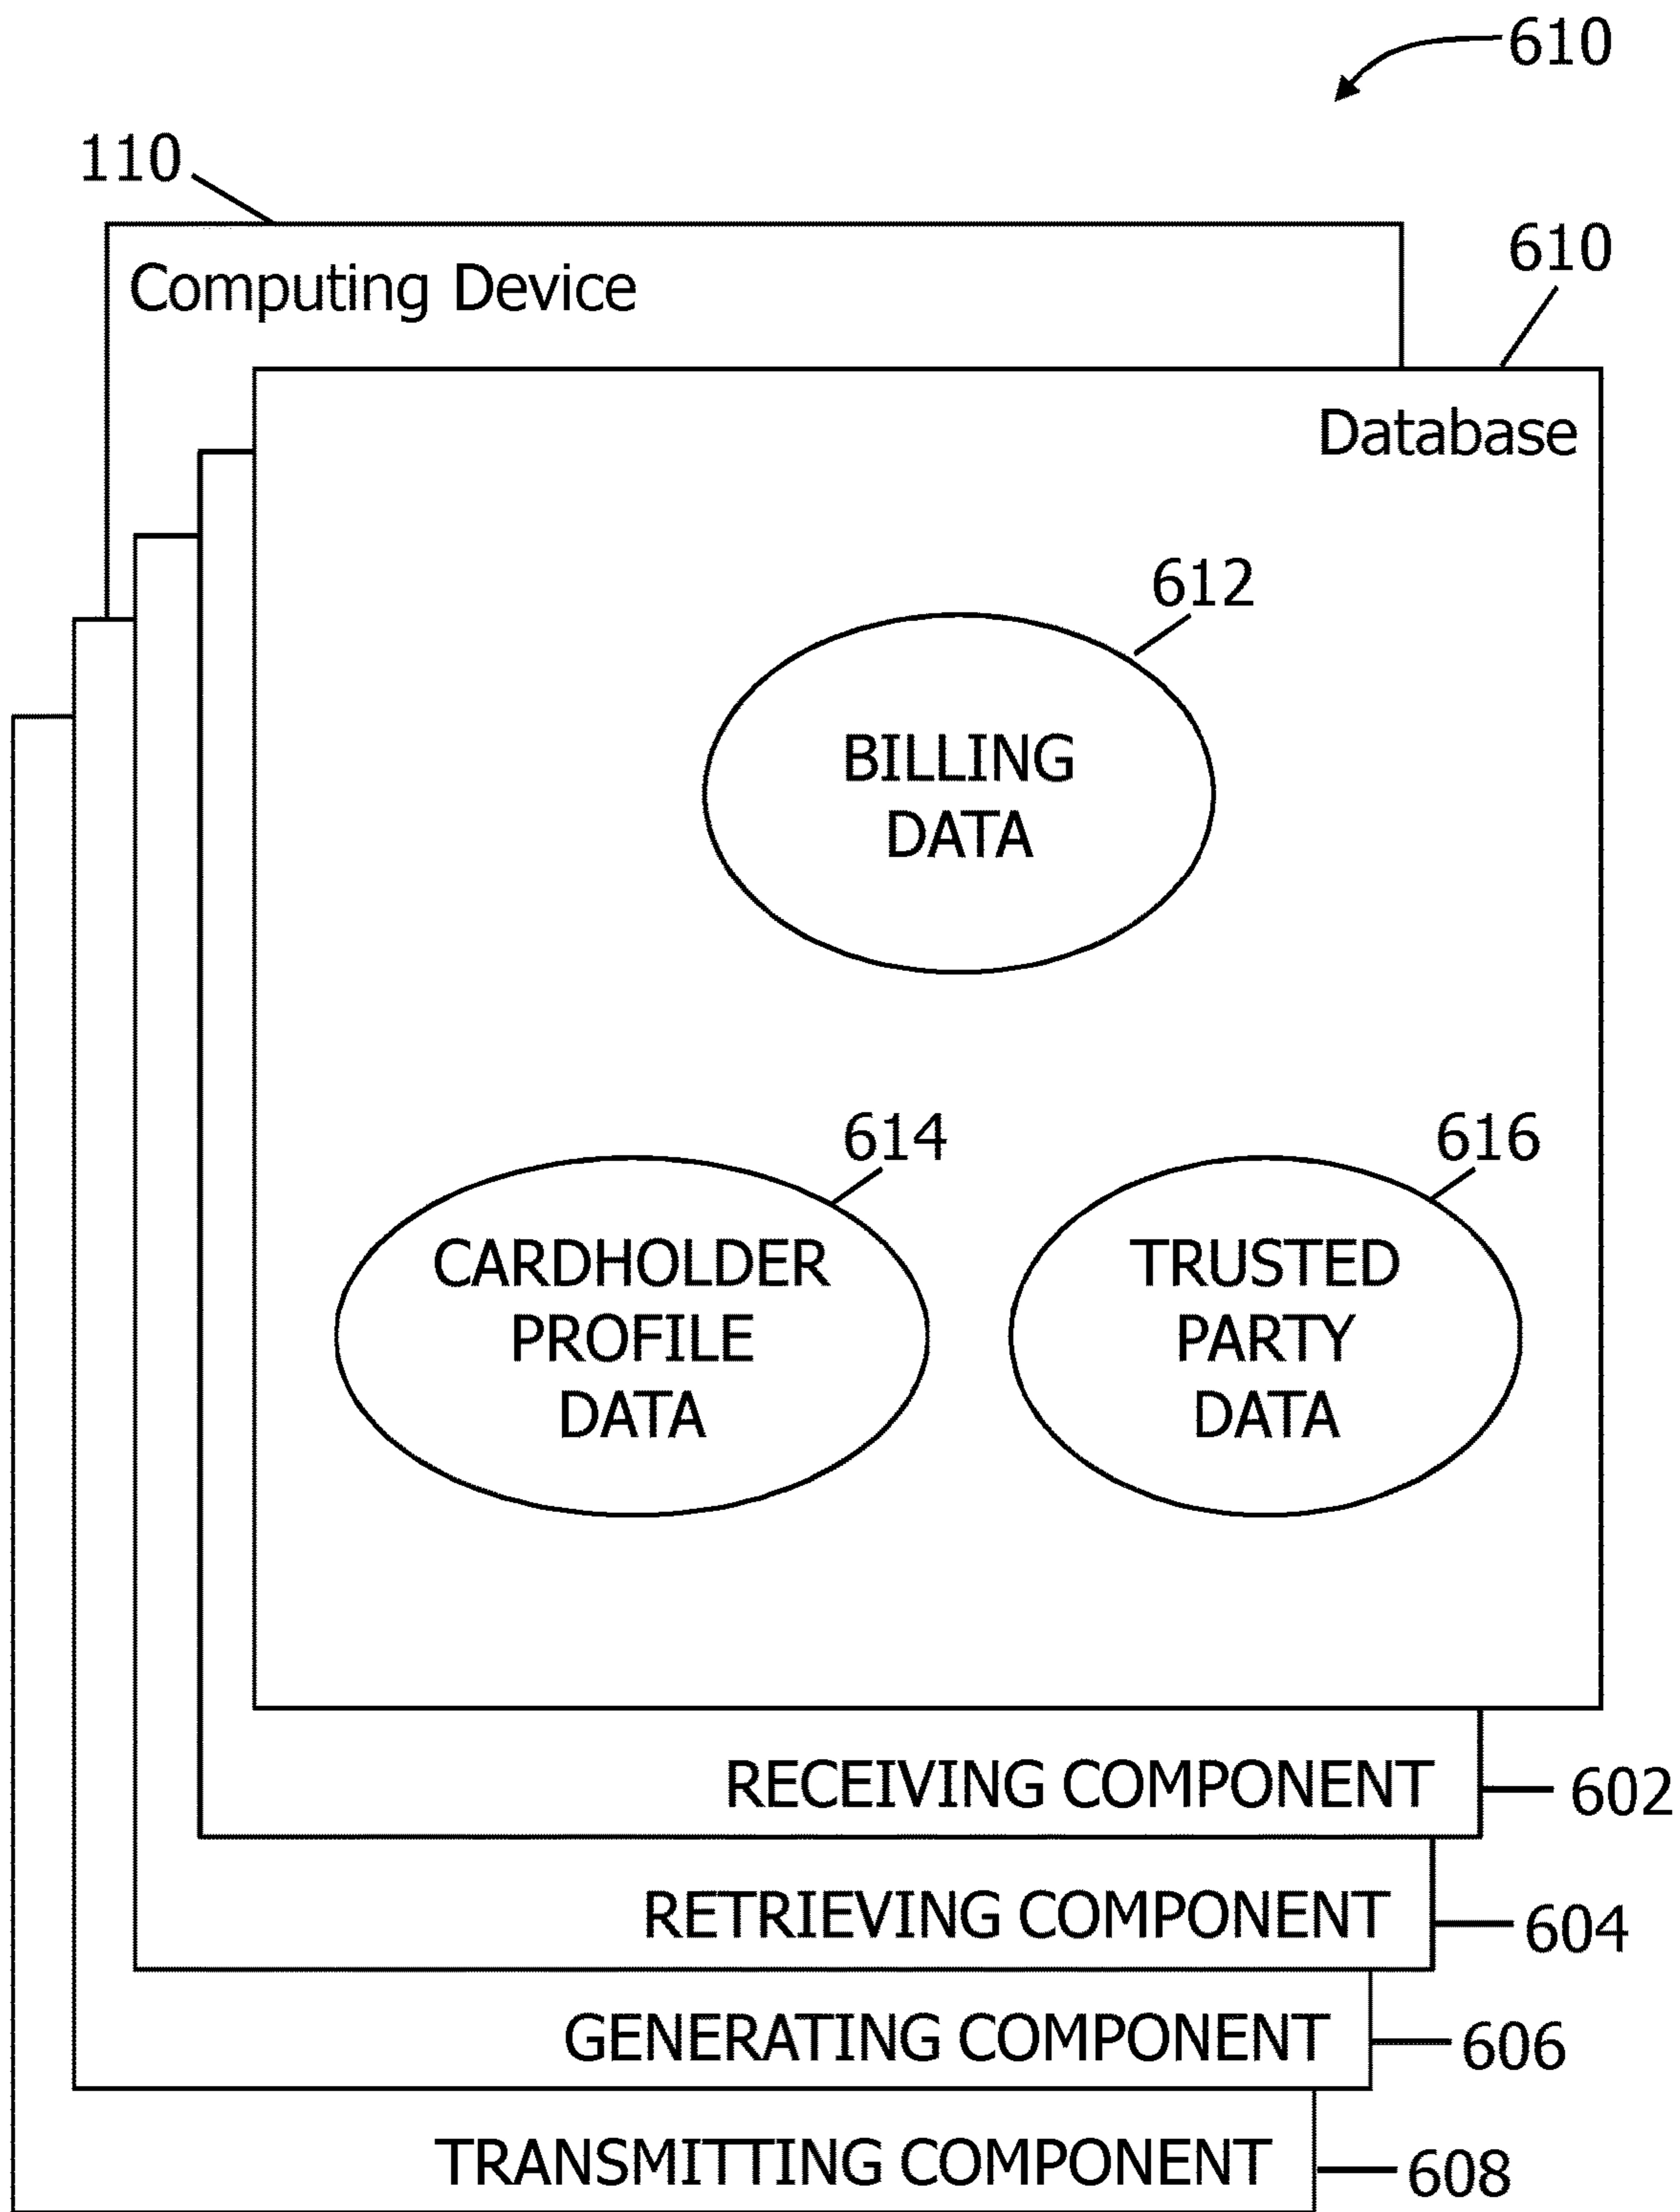 610
110
610
Computing Device
Database
612
BILLING
DATA
614
616
CARDHOLDER
PROFILE
DATA
TRUSTED
PARTY
DATA
RECEIVING COMPONENT
602
RETRIEVING COMPONENT
604
GENERATING COMPONENT
606
TRANSMITTING COMPONENT
608